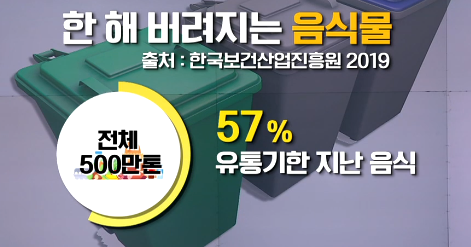 한 해 버려지는 음식물
출처 : 한국보건산업진흥원 2019
57%
유통기한 지난 음식
전체
500만톤